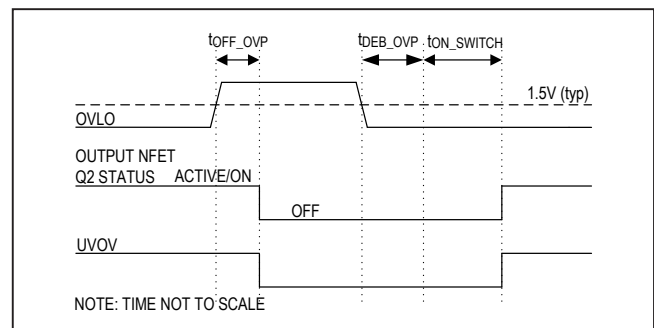 tOFF_OVP tDEB_OVP tON_SWITCH
1.5V (typ)
OVLO
OUTPUT NFET
Q2 STATUS ACTIVE/ON
OFF
UVOV
NOTE: TIME NOT TO SCALE